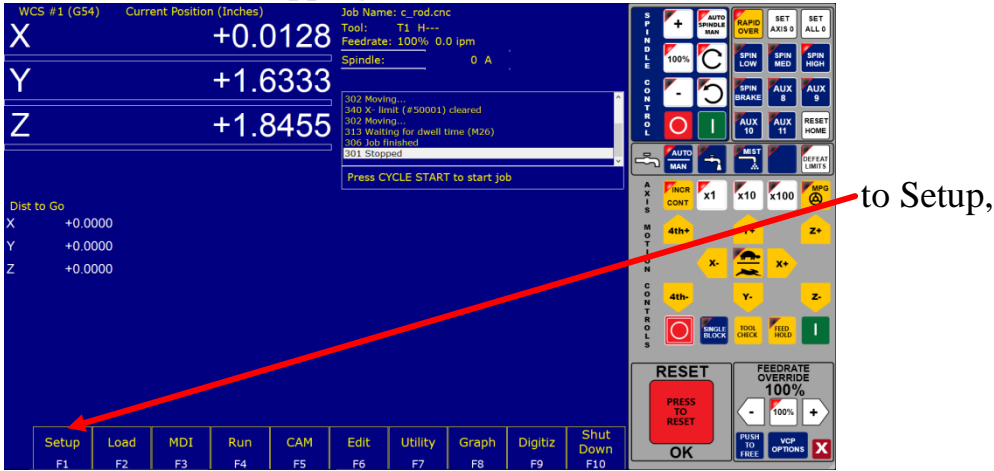 WCS #1 (G54) Current Position (Inches)
X +0.0128
Y +1.6333
Z +1.8455
Dist to Go
X +0.0000
Y +0.0000
Z +0.0000
Job Name: c_rod.cnc
Tool: T1 H---
Feedrate: 100% 0.0 ipm
Spindle: 0 A
302 Moving...
340 X- limit (#50001) cleared
302 Moving...
313 Waiting for dwell time (M26)
306 Job finished
301 Stopped
Press CYCLE START to start job
Setup Load MDI Run CAM Edit Utility Graph Digitiz Shut Down
F1 F2 F3 F4 F5 F6 F7 F8 F9 F10
SPINDLE CONTROL
+ AUTO SPINDLE MAN RAPID OVER SET AXIS 0 SET ALL 0
100% SPIN LOW SPIN MED SPIN HIGH
- SPIN BRAKE AUX 8 AUX 9
AUX 10 AUX 11 RESET HOME
AUTO MAN MIST DEFEAT LIMITS
AXIS MOTION CONTROLS
INCR CONT x1 x10 x100 MPG
4th+ Y+ Z+
X- X+
4th- Y- Z-
SINGLE BLOCK TOOL CHECK FEED HOLD
RESET
PRESS TO RESET
OK
FEEDRATE OVERRIDE
100%
- 100% +
PUSH TO FREE VCP OPTIONS X
to Setup,